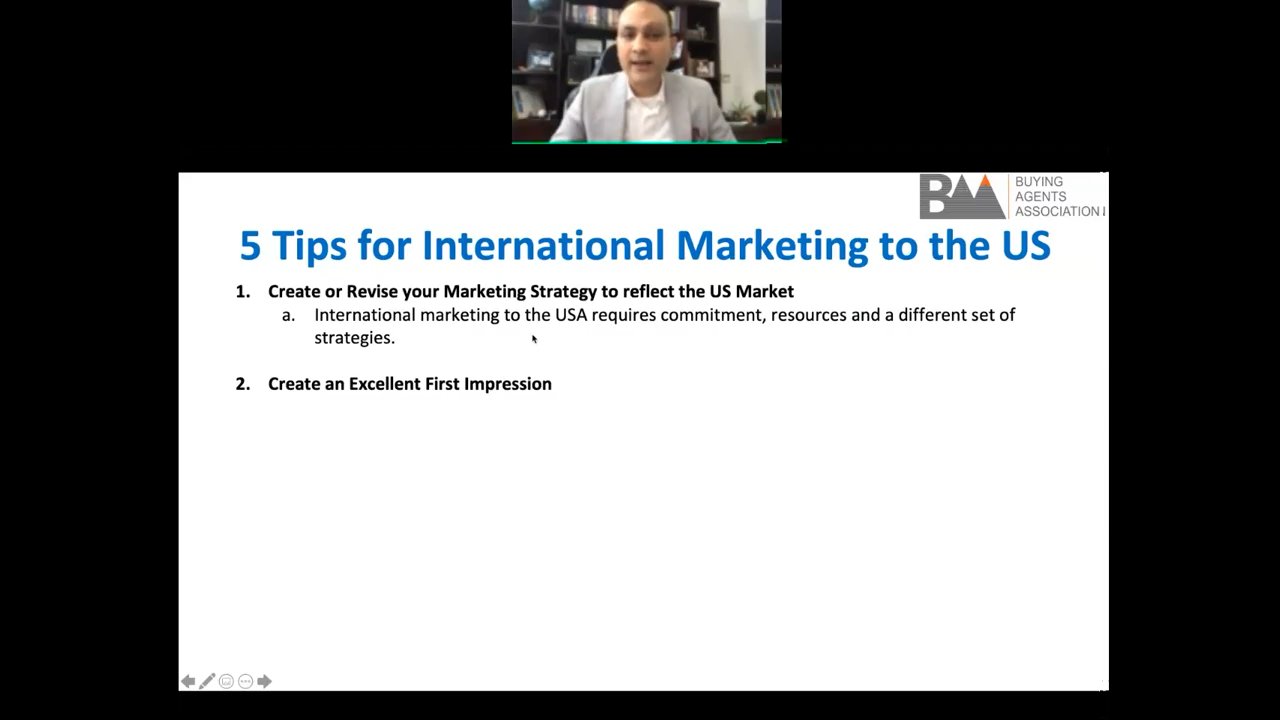 BAA
BUYING
AGENTS
ASSOCIATION
5 Tips for International Marketing to the US
1. Create or Revise your Marketing Strategy to reflect the US Market
a. International marketing to the USA requires commitment, resources and a different set of
strategies.
2. Create an Excellent First Impression